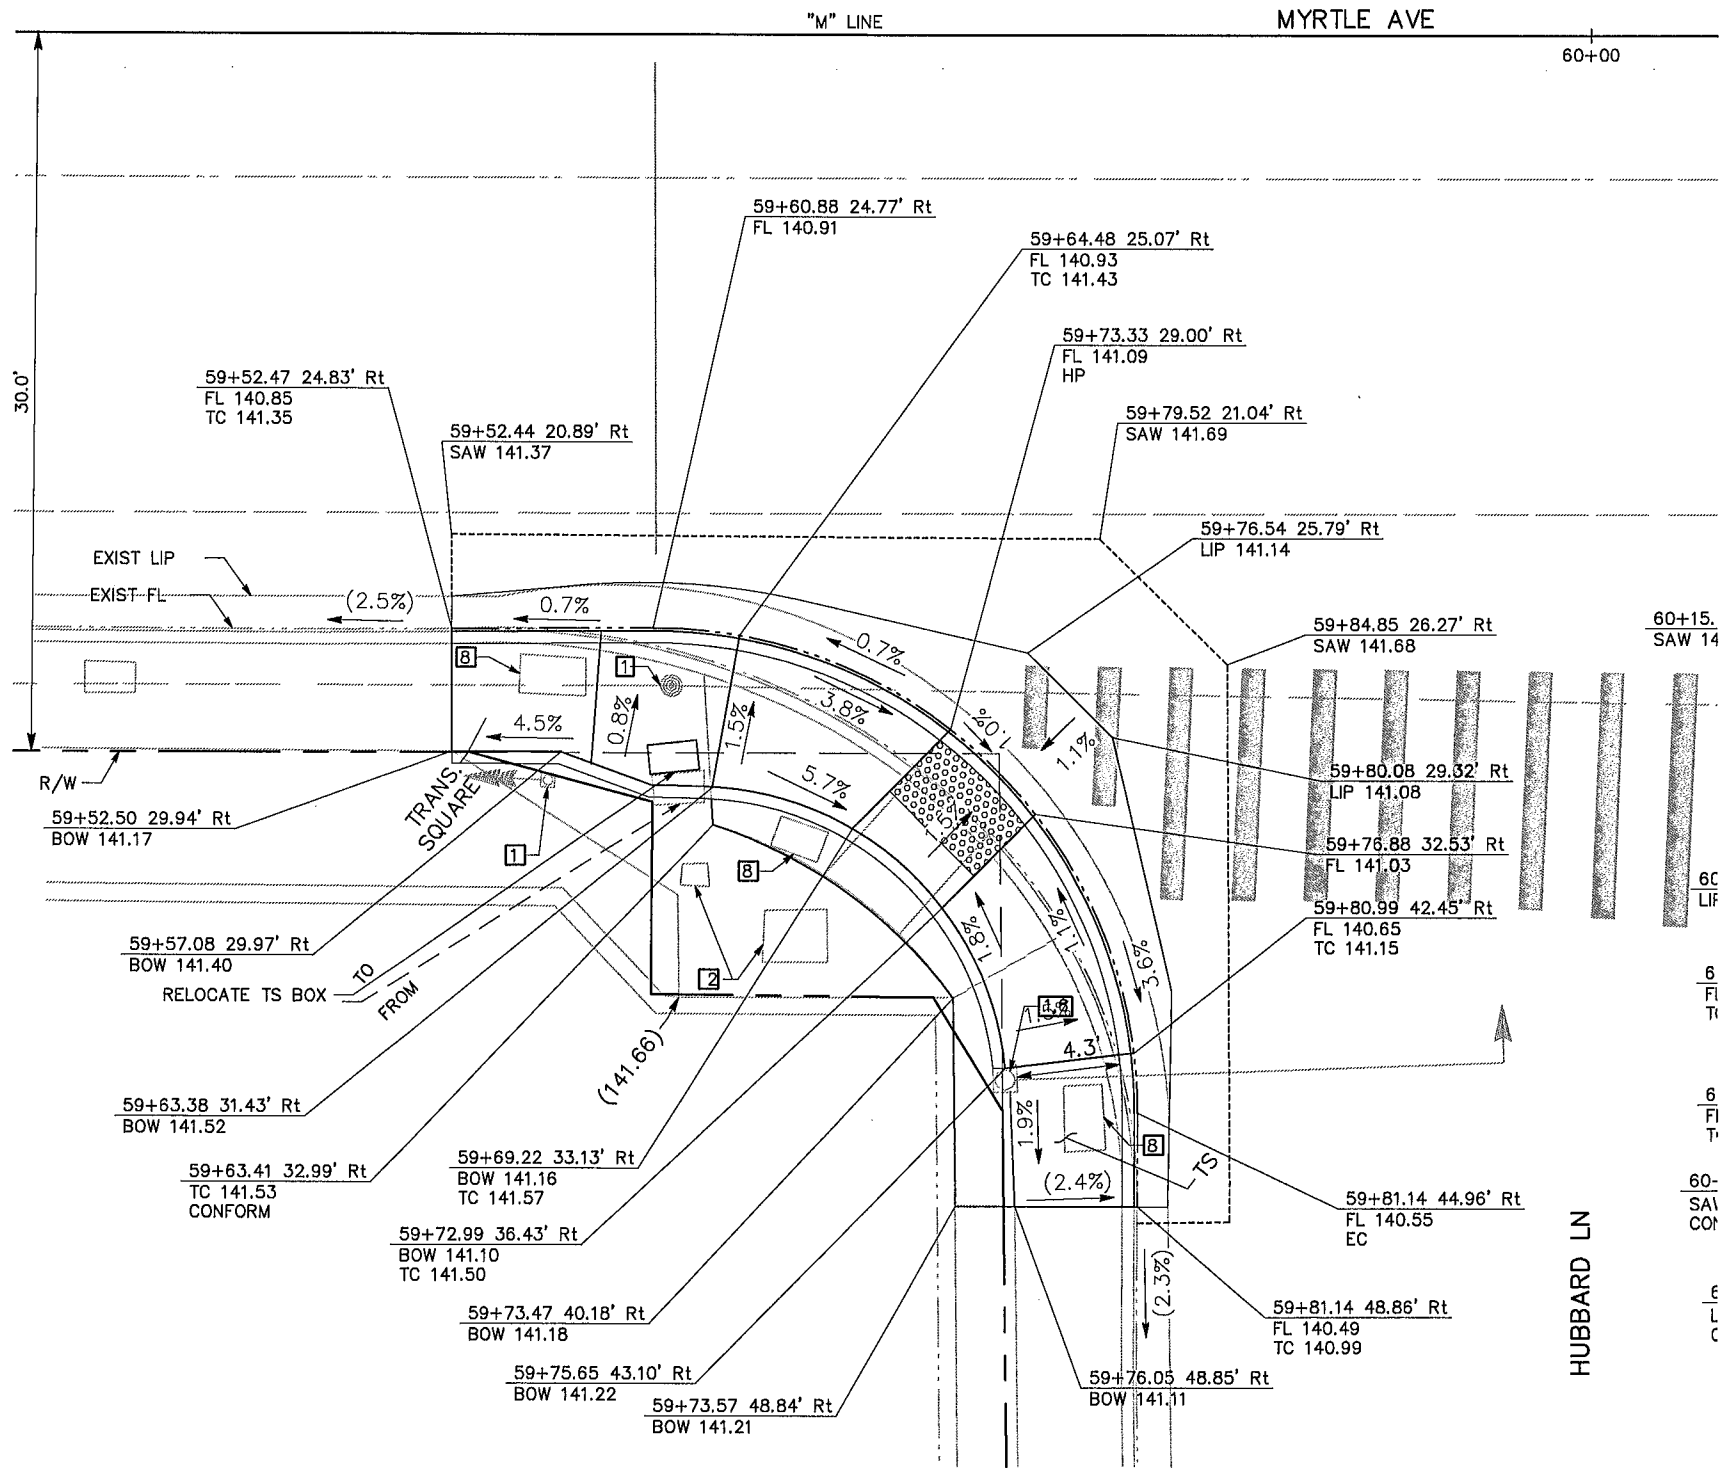 "M" LINE
MYRTLE AVE
60+00
30.0'
59+60.88 24.77' Rt
FL 140.91
59+64.48 25.07' Rt
FL 140.93
TC 141.43
59+73.33 29.00' Rt
FL 141.09
HP
59+52.47 24.83' Rt
FL 140.85
TC 141.35
59+52.44 20.89' Rt
SAW 141.37
59+79.52 21.04' Rt
SAW 141.69
59+76.54 25.79' Rt
LIP 141.14
EXIST LIP
EXIST FL
(2.5%)
0.7%
0.7%
59+84.85 26.27' Rt
SAW 141.68
60+15.
SAW 14
8
1
0.8%
1.5%
3.8%
4.5%
1.0%
1.1%
5.7%
R/W
TRANS.
SQUARE
59+52.50 29.94' Rt
BOW 141.17
1
8
59+80.08 29.32' Rt
LIP 141.08
59+76.88 32.53' Rt
FL 141.03
60
LIP
59+80.99 42.45' Rt
FL 140.65
TC 141.15
59+57.08 29.97' Rt
BOW 141.40
TO
RELOCATE TS BOX
FROM
2
1.8%
1.1%
3.6%
(141.66)
4.3'
6
FL
TC
59+63.38 31.43' Rt
BOW 141.52
1.9%
8
TS
(2.4%)
59+63.41 32.99' Rt
TC 141.53
CONFORM
59+69.22 33.13' Rt
BOW 141.16
TC 141.57
59+81.14 44.96' Rt
FL 140.55
EC
60-
59+72.99 36.43' Rt
BOW 141.10
TC 141.50
(2.3%)
HUBBARD LN
59+73.47 40.18' Rt
BOW 141.18
59+81.14 48.86' Rt
FL 140.49
TC 140.99
59+75.65 43.10' Rt
BOW 141.22
59+76.05 48.85' Rt
BOW 141.11
59+73.57 48.84' Rt
BOW 141.21